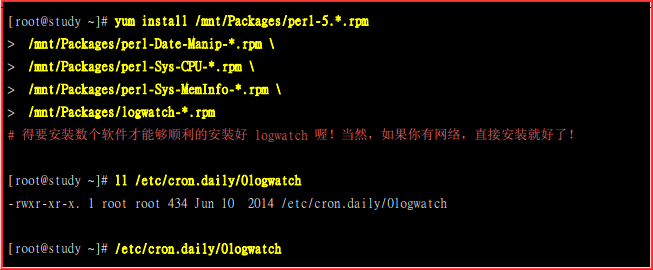 [root@study ~]# yum install /mnt/Packages/perl-5.*.rpm
>  /mnt/Packages/perl-Date-Manip-*.rpm \
>  /mnt/Packages/perl-Sys-CPU-*.rpm \
>  /mnt/Packages/perl-Sys-MemInfo-*.rpm \
>  /mnt/Packages/logwatch-*.rpm
# 得要安装数个软件才能够顺利的安装好 logwatch 喔！当然，如果你有网络，直接安装就好了！
[root@study ~]# ll /etc/cron.daily/0logwatch
-rwxr-xr-x. 1 root root 434 Jun 10  2014 /etc/cron.daily/0logwatch
[root@study ~]# /etc/cron.daily/0logwatch